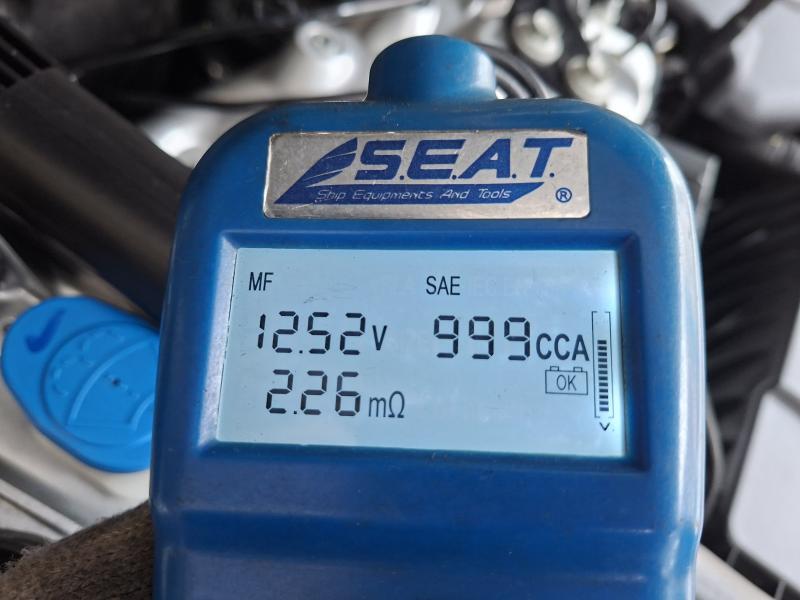 S.E.A.T.
Ship Equipments And Tools ®
MF SAE
12.52V 999CCA
OK
2.26mΩ